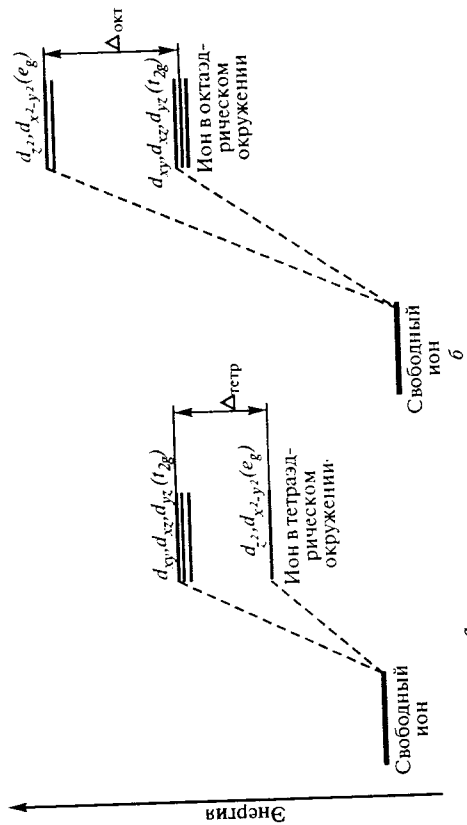 Энергия
d_xy, d_xz, d_yz (t_2g)
Δ_тетр
d_z², d_x²-y² (e_g)
Ион в тетраэд-
рическом
окружении
Свободный
ион
а
d_z², d_x²-y² (e_g)
Δ_окт
d_xy, d_xz, d_yz (t_2g)
Ион в октаэд-
рическом
окружении
Свободный
ион
б